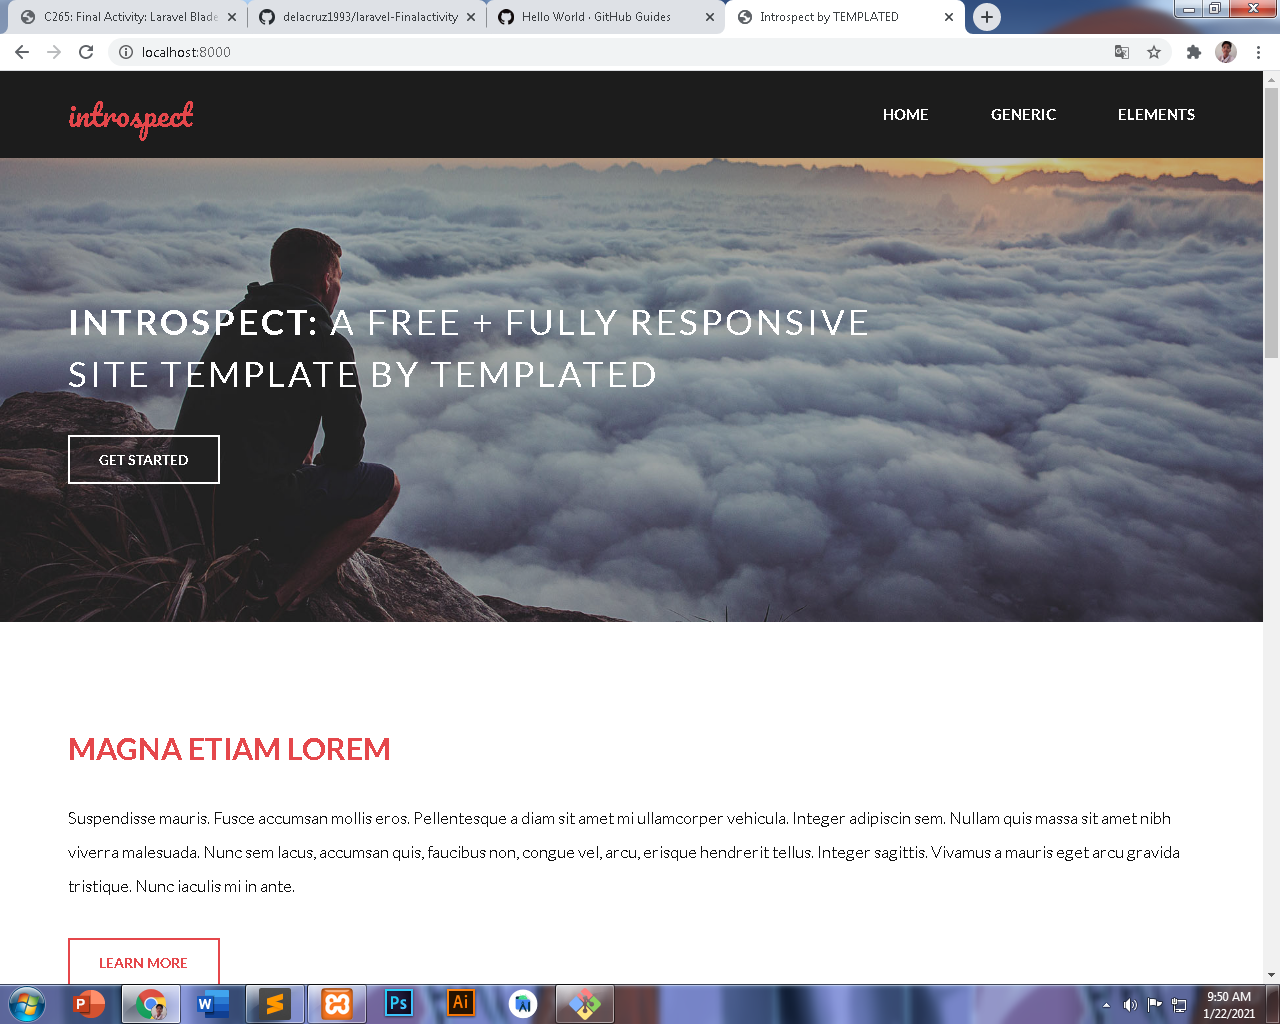 C265: Final Activity: Laravel Blade
delacruz1993/laravel-Finalactivity
Hello World · GitHub Guides
Introspect by TEMPLATED
localhost:8000
introspect
HOME
GENERIC
ELEMENTS
INTROSPECT: A FREE + FULLY RESPONSIVE
SITE TEMPLATE BY TEMPLATED
GET STARTED
MAGNA ETIAM LOREM
Suspendisse mauris. Fusce accumsan mollis eros. Pellentesque a diam sit amet mi ullamcorper vehicula. Integer adipiscin sem. Nullam quis massa sit amet nibh
viverra malesuada. Nunc sem lacus, accumsan quis, faucibus non, congue vel, arcu, erisque hendrerit tellus. Integer sagittis. Vivamus a mauris eget arcu gravida
tristique. Nunc iaculis mi in ante.
LEARN MORE
P
W
Ps
Ai
9:50 AM
1/22/2021